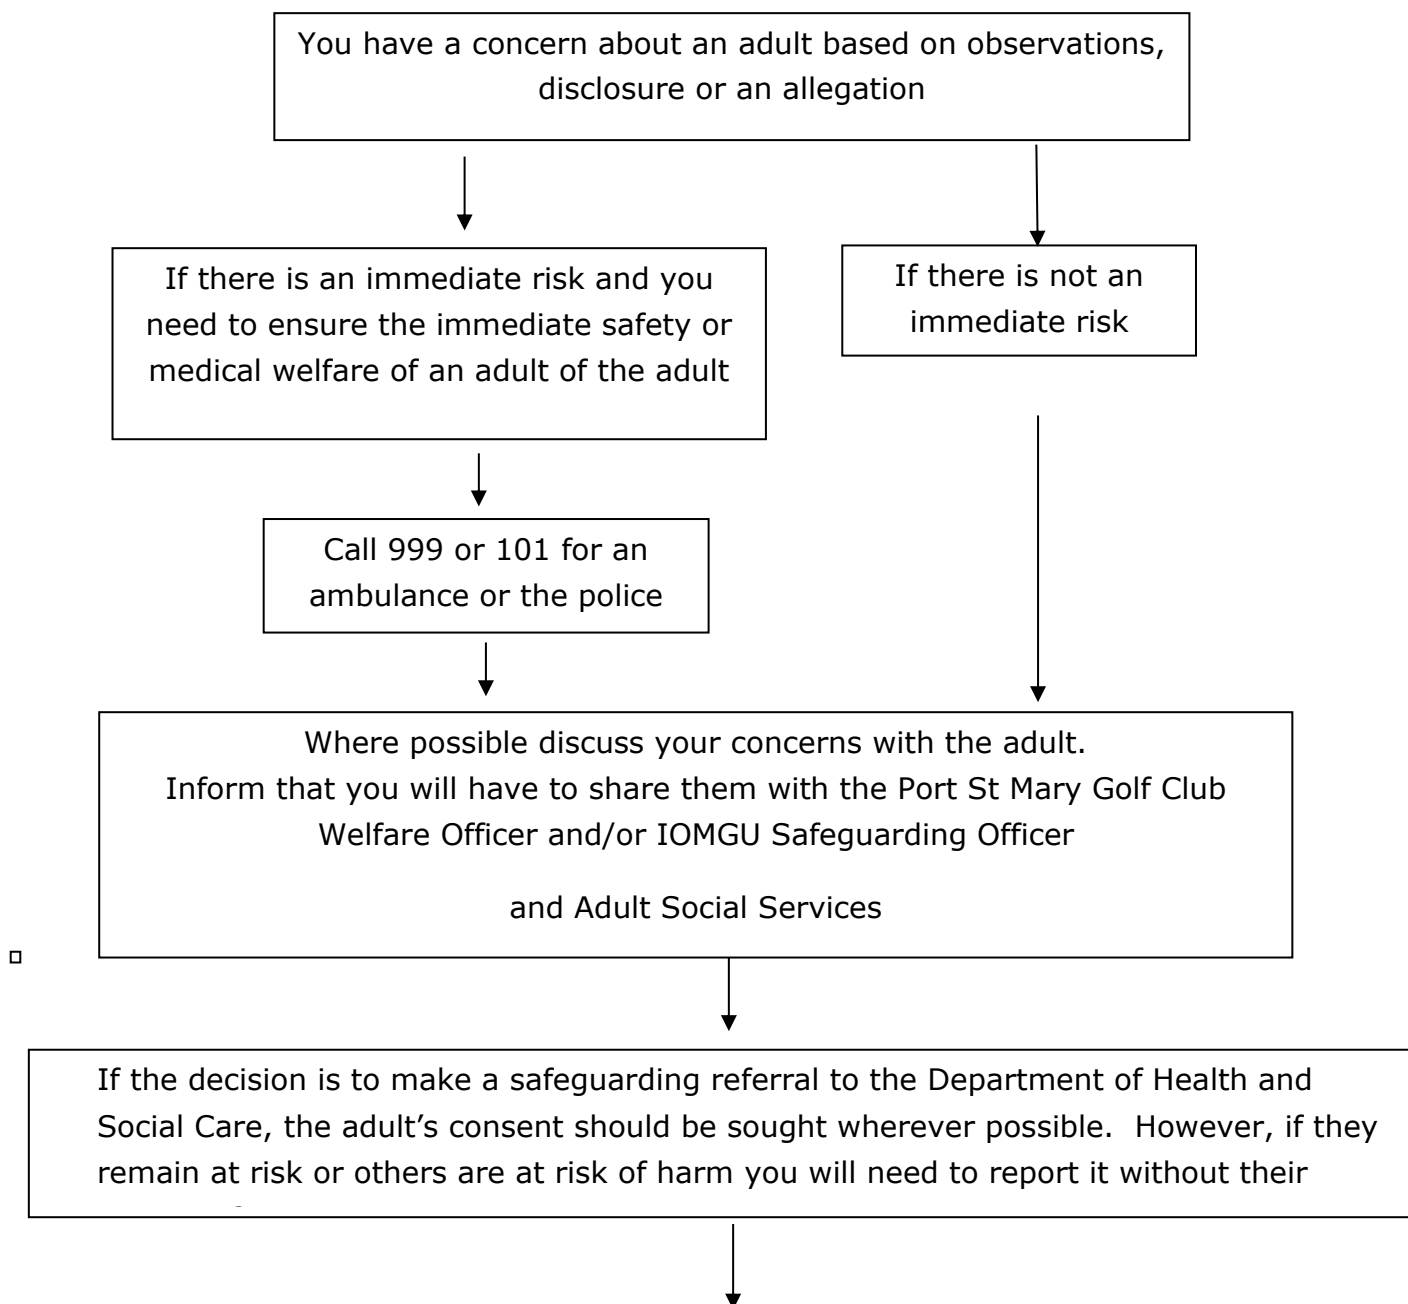 You have a concern about an adult based on observations,
disclosure or an allegation
If there is an immediate risk and you
need to ensure the immediate safety or
medical welfare of an adult of the adult
If there is not an
immediate risk
Call 999 or 101 for an
ambulance or the police
Where possible discuss your concerns with the adult.
Inform that you will have to share them with the Port St Mary Golf Club
Welfare Officer and/or IOMGU Safeguarding Officer
and Adult Social Services
If the decision is to make a safeguarding referral to the Department of Health and
Social Care, the adult’s consent should be sought wherever possible.  However, if they
remain at risk or others are at risk of harm you will need to report it without their